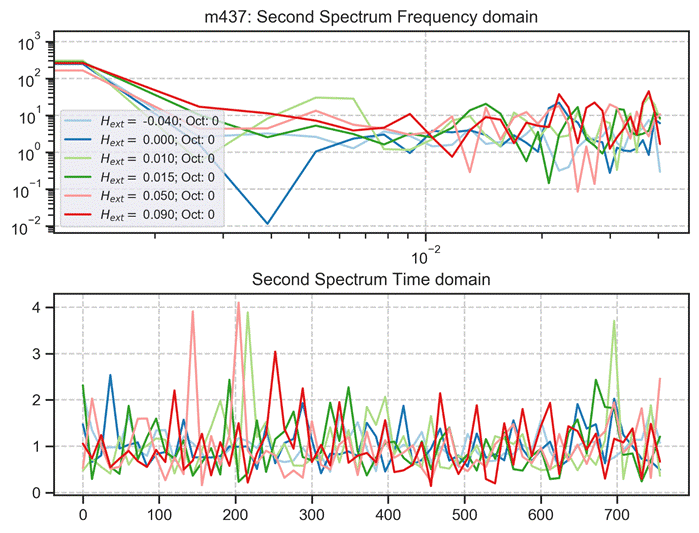 m437: Second Spectrum Frequency domain
10³
10²
10¹
10⁰
10⁻¹
10⁻²
H_ext = -0.040; Oct: 0
H_ext = 0.000; Oct: 0
H_ext = 0.010; Oct: 0
H_ext = 0.015; Oct: 0
H_ext = 0.050; Oct: 0
H_ext = 0.090; Oct: 0
10⁻²
Second Spectrum Time domain
4
3
2
1
0
0 100 200 300 400 500 600 700